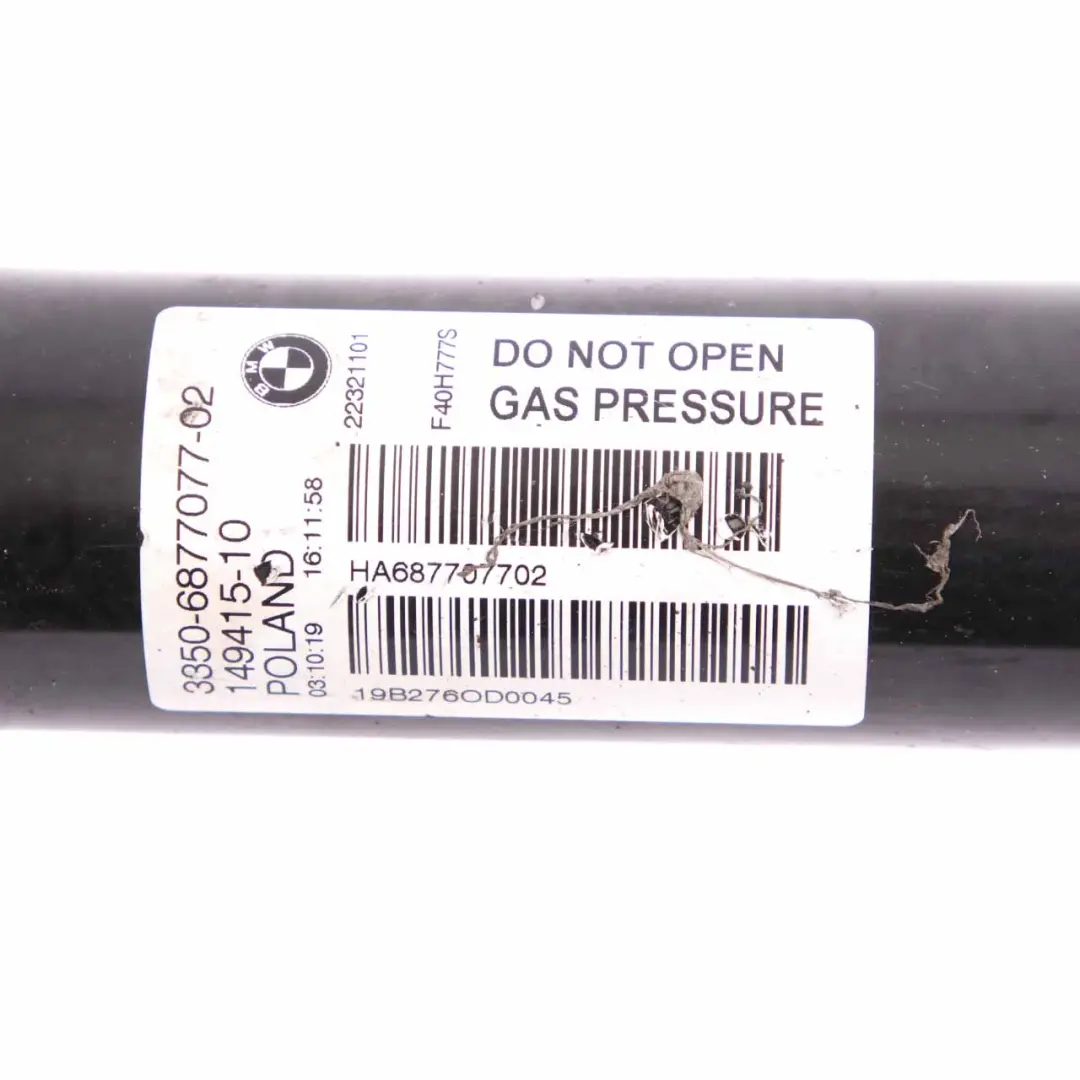 BMW
3350-6877077-02
149415-10
POLAND
03:10:19 16:11:58
22321101
F40H777S
DO NOT OPEN
GAS PRESSURE
HA687707702
19B276OD0045